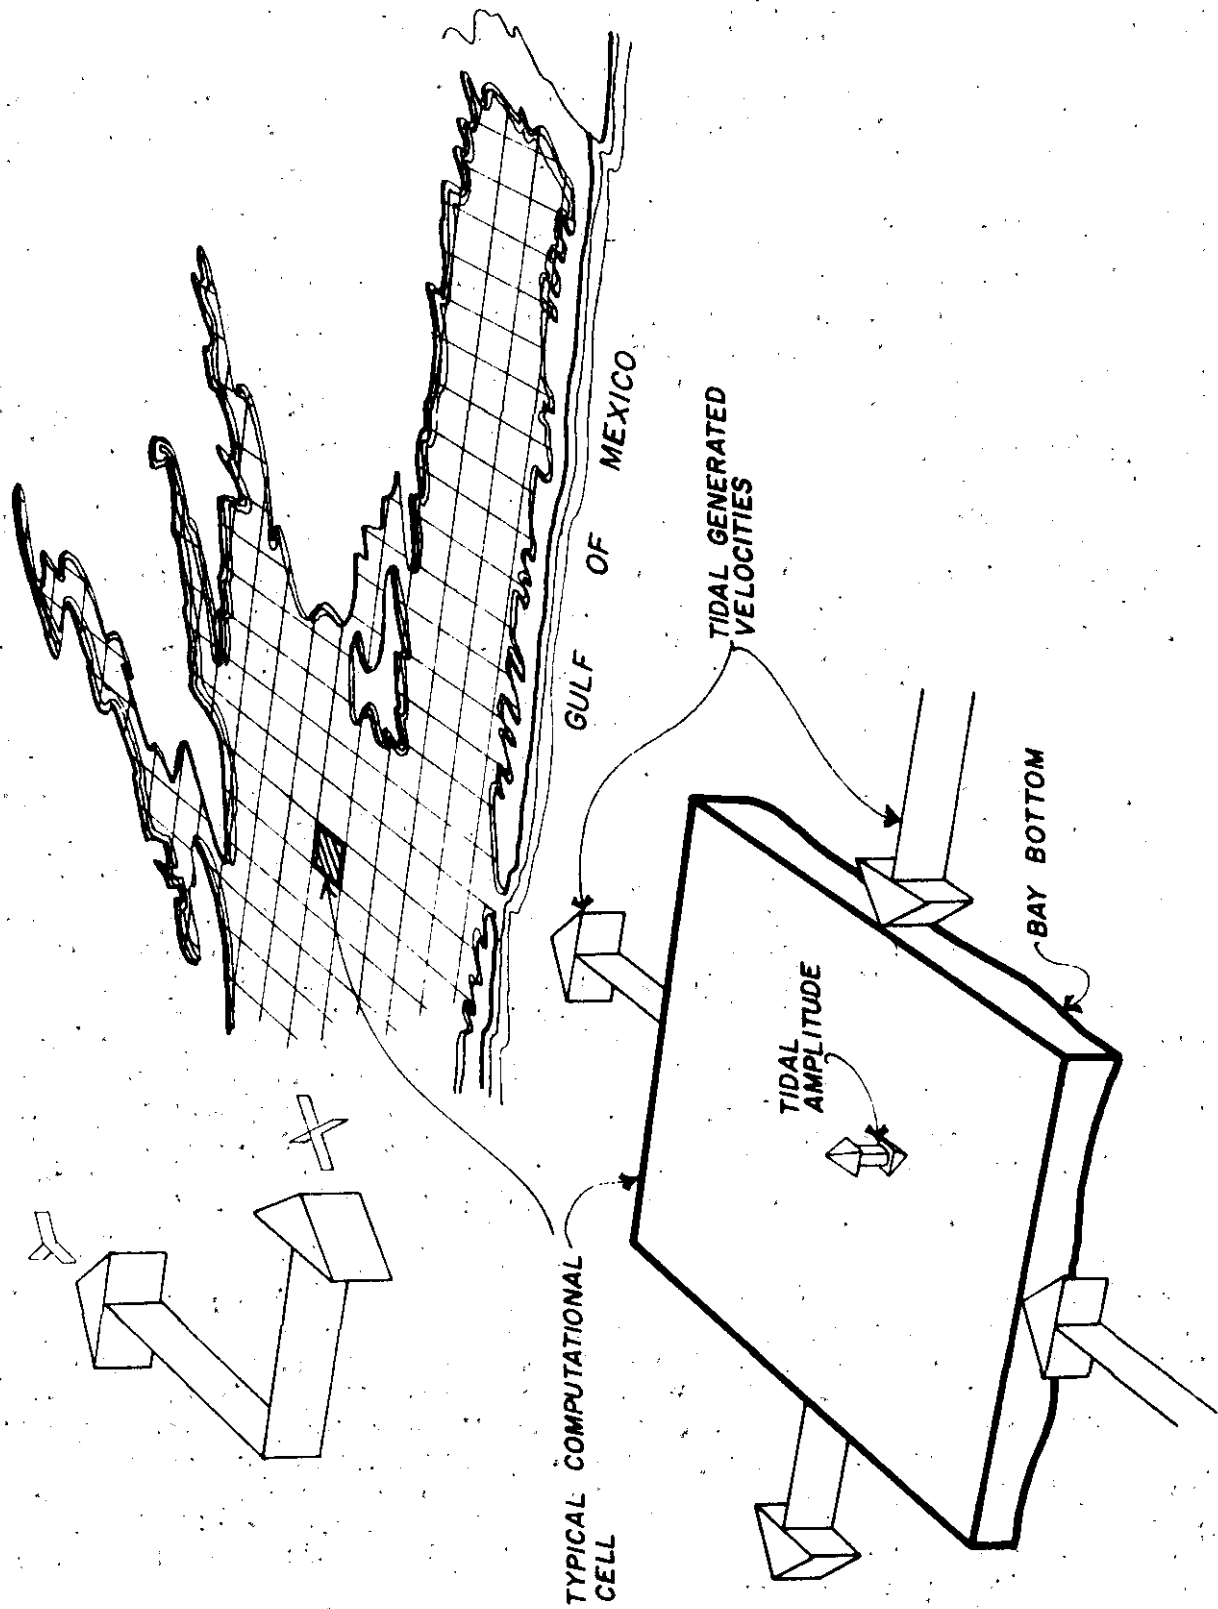 Y
X
GULF OF MEXICO
TYPICAL COMPUTATIONAL
CELL
TIDAL GENERATED
VELOCITIES
TIDAL
AMPLITUDE
BAY BOTTOM